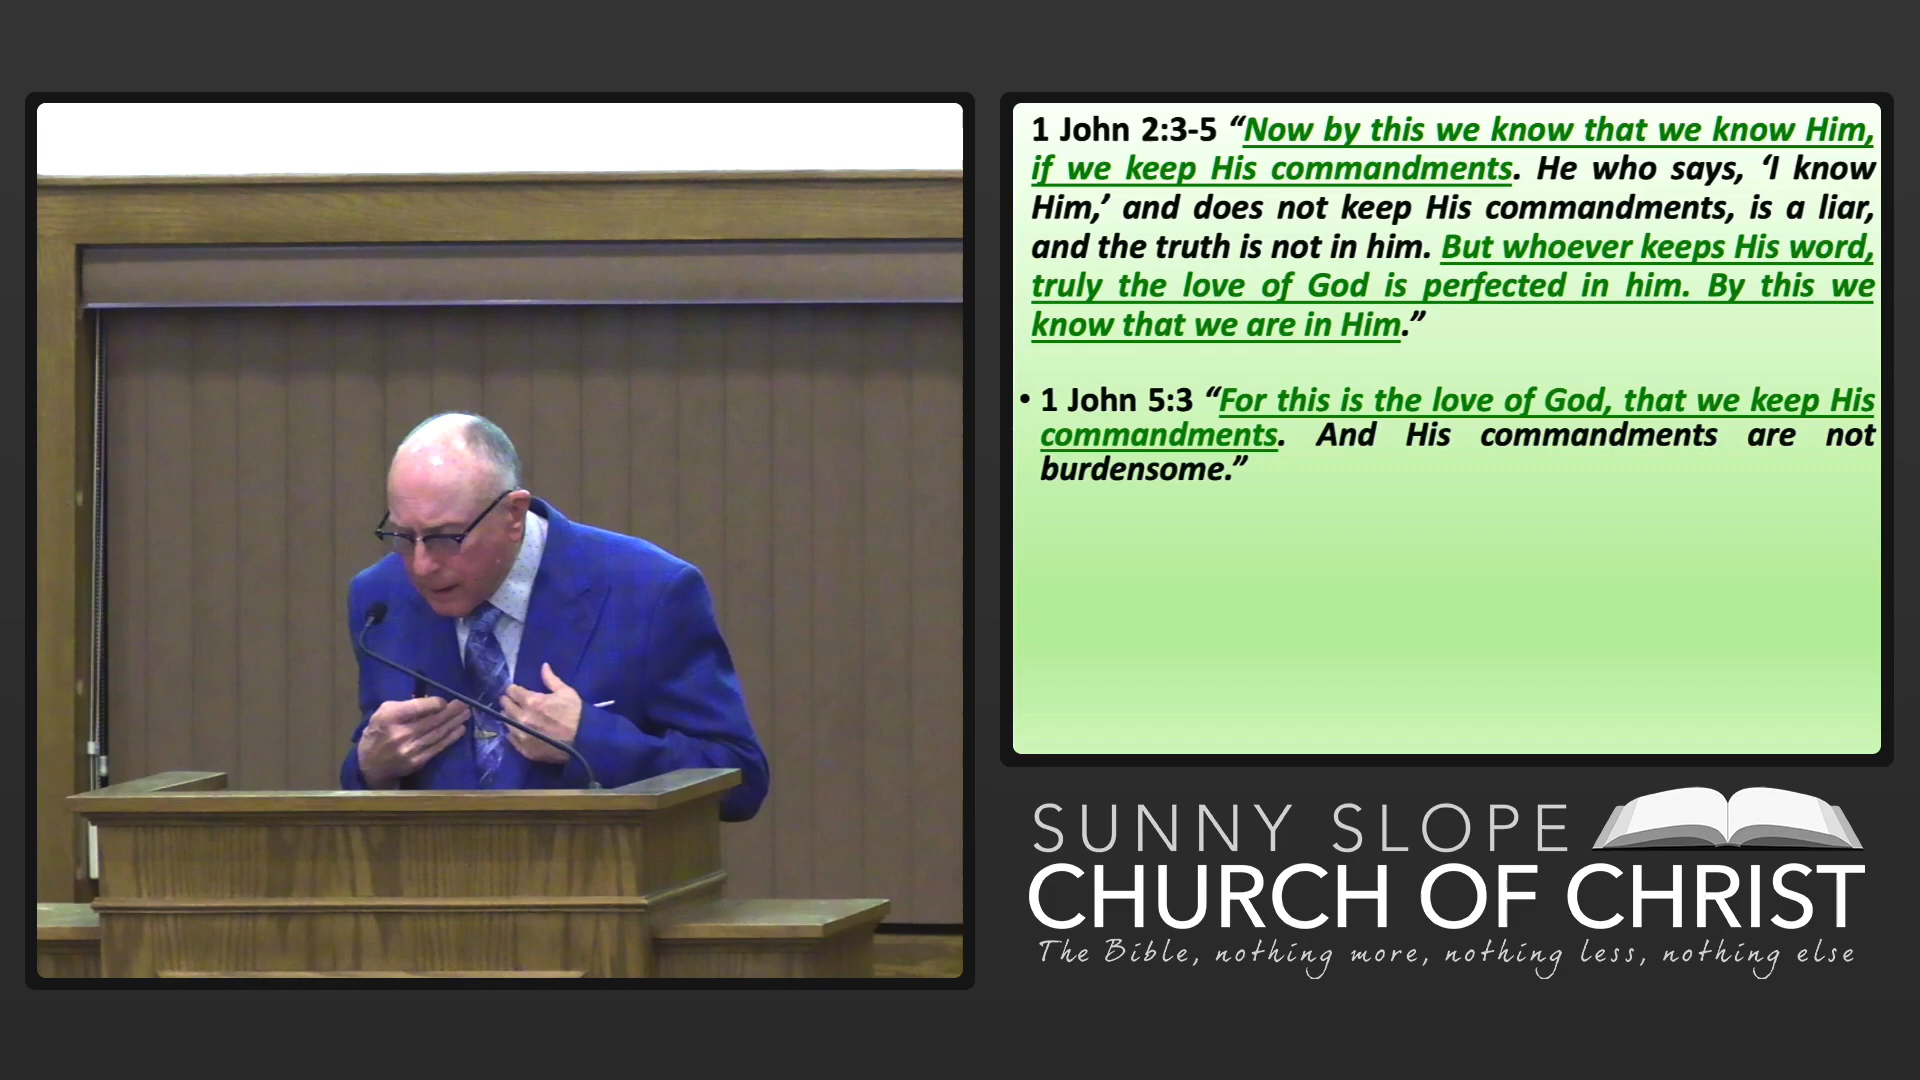 1 John 2:3-5 “Now by this we know that we know Him,
if we keep His commandments. He who says, ‘I know
Him,’ and does not keep His commandments, is a liar,
and the truth is not in him. But whoever keeps His word,
truly the love of God is perfected in him. By this we
know that we are in Him.”
• 1 John 5:3 “For this is the love of God, that we keep His
commandments. And His commandments are not
burdensome.”
SUNNY SLOPE
CHURCH OF CHRIST
The Bible, nothing more, nothing less, nothing else